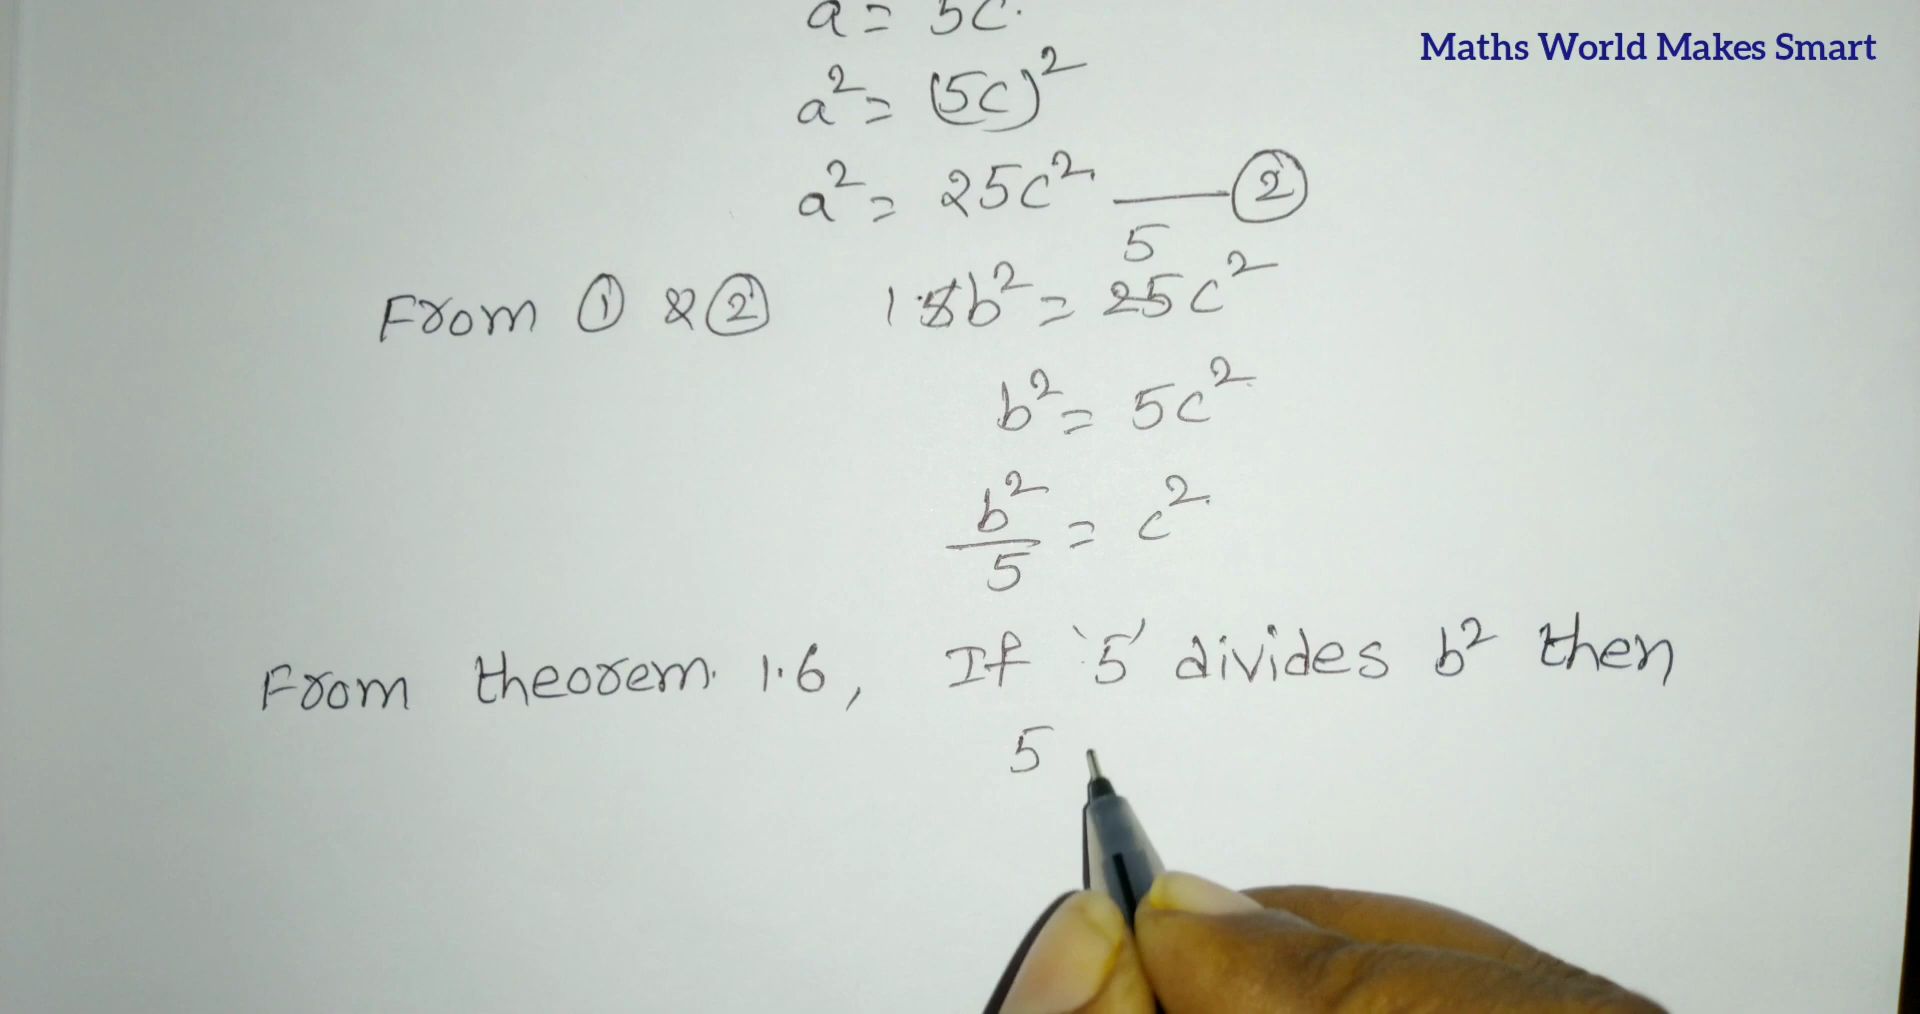 a = 5c.
Maths World Makes Smart
a² = (5c)²
a² = 25c² —— ②
5
From ① & ② 1 5b² = 25c²
b² = 5c²
b²/5 = c²
From theorem 1.6, If '5' divides b² then
5